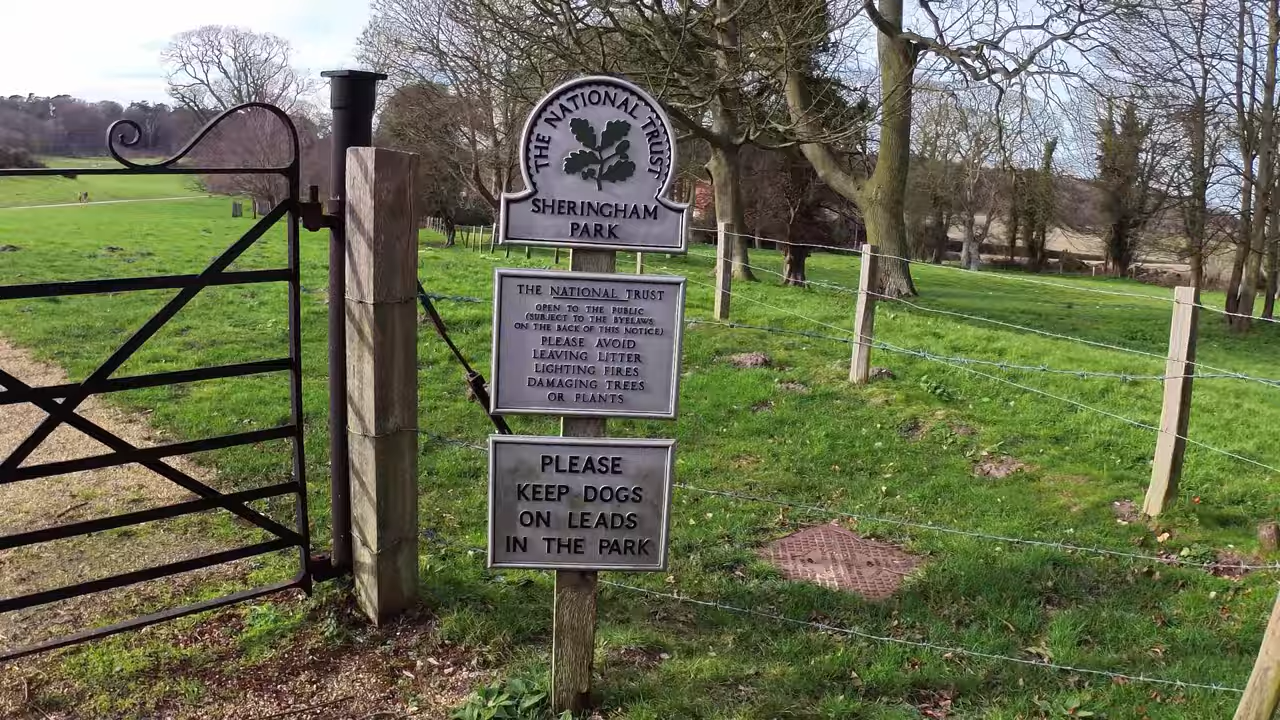 THE NATIONAL TRUST
SHERINGHAM
PARK
THE NATIONAL TRUST
OPEN TO THE PUBLIC
(SUBJECT TO THE BYELAWS
ON THE BACK OF THIS NOTICE)
PLEASE AVOID
LEAVING LITTER
LIGHTING FIRES
DAMAGING TREES
OR PLANTS
PLEASE
KEEP DOGS
ON LEADS
IN THE PARK